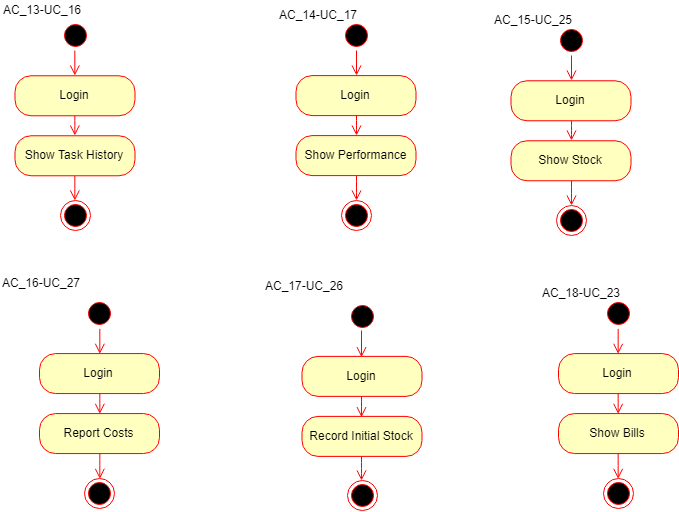 AC_13-UC_16
AC_14-UC_17
AC_15-UC_25
Login
Login
Login
Show Task History
Show Performance
Show Stock
AC_16-UC_27
AC_17-UC_26
AC_18-UC_23
Login
Login
Login
Report Costs
Record Initial Stock
Show Bills